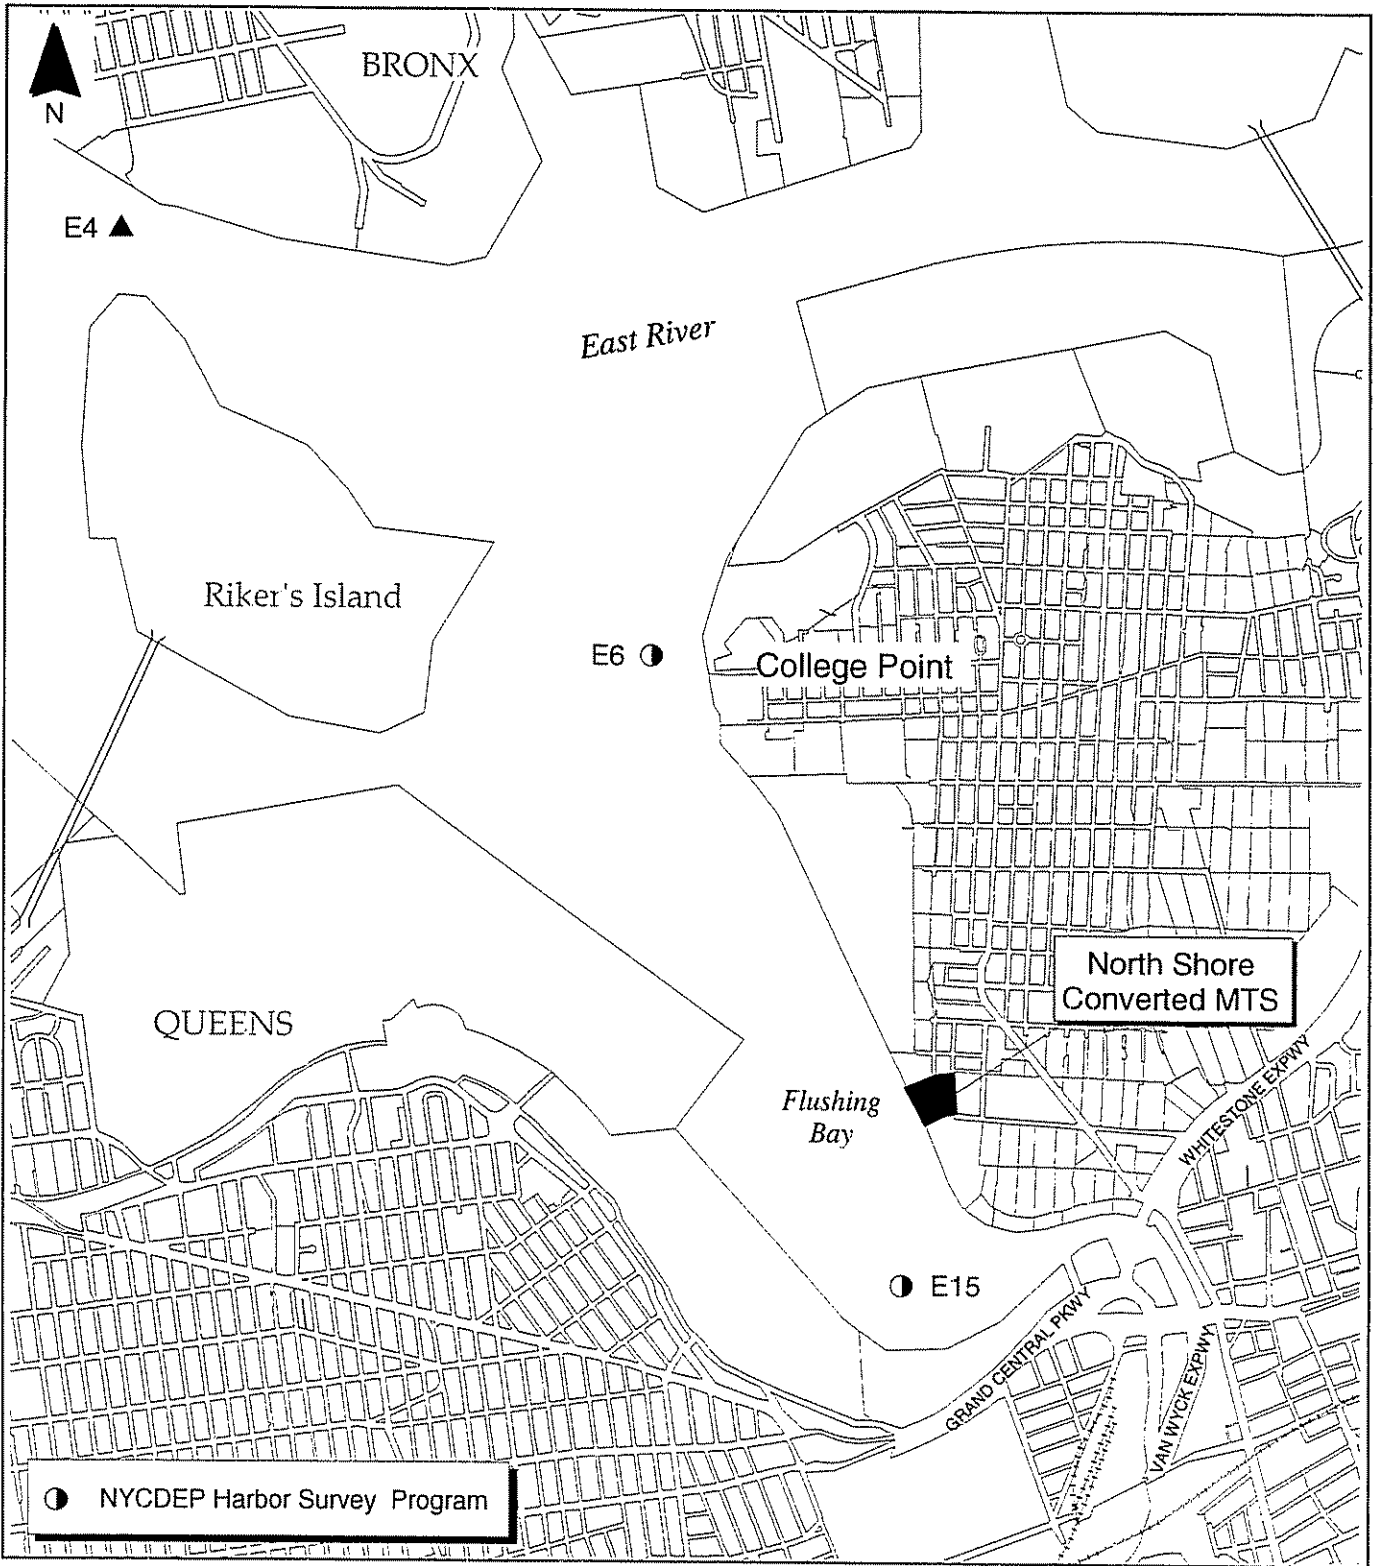 BRONX
N
E4
East River
Riker's Island
E6
College Point
North Shore
Converted MTS
QUEENS
Flushing
Bay
WHITESTONE EXPWY
E15
GRAND CENTRAL PKWY
VAN WYCK EXPWY
NYCDEP Harbor Survey Program